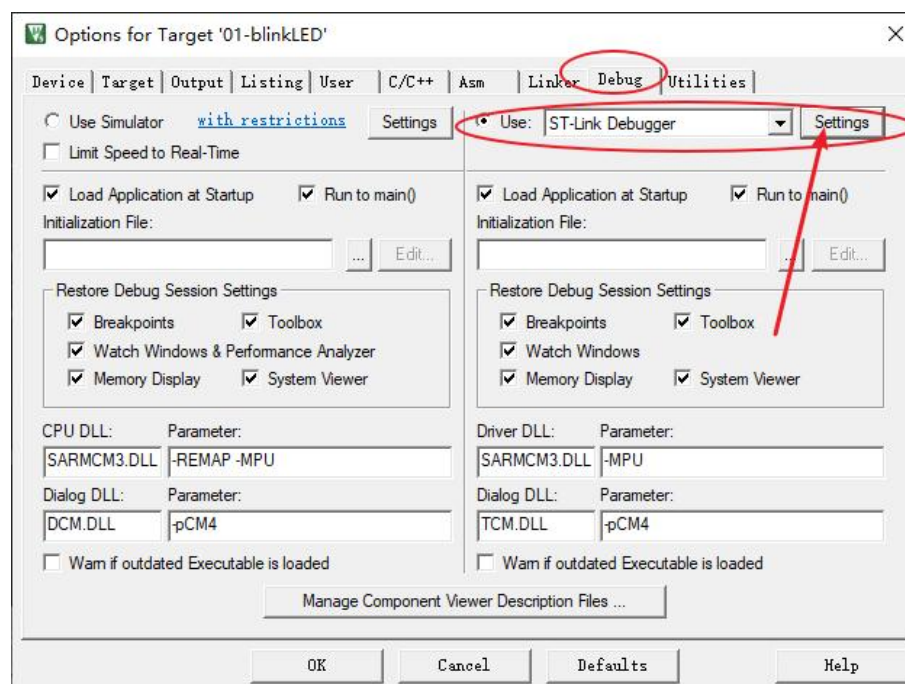 Options for Target '01-blinkLED'
Device Target Output Listing User C/C++ Asm Linker Debug Utilities
Use Simulator with restrictions Settings Use: ST-Link Debugger Settings
Limit Speed to Real-Time
Load Application at Startup Run to main() Load Application at Startup Run to main()
Initialization File: Initialization File:
... Edit... ... Edit...
Restore Debug Session Settings Restore Debug Session Settings
Breakpoints Toolbox Breakpoints Toolbox
Watch Windows & Performance Analyzer Watch Windows
Memory Display System Viewer Memory Display System Viewer
CPU DLL: Parameter: Driver DLL: Parameter:
SARMCM3.DLL -REMAP -MPU SARMCM3.DLL -MPU
Dialog DLL: Parameter: Dialog DLL: Parameter:
DCM.DLL -pCM4 TCM.DLL -pCM4
Warn if outdated Executable is loaded Warn if outdated Executable is loaded
Manage Component Viewer Description Files ...
OK Cancel Defaults Help